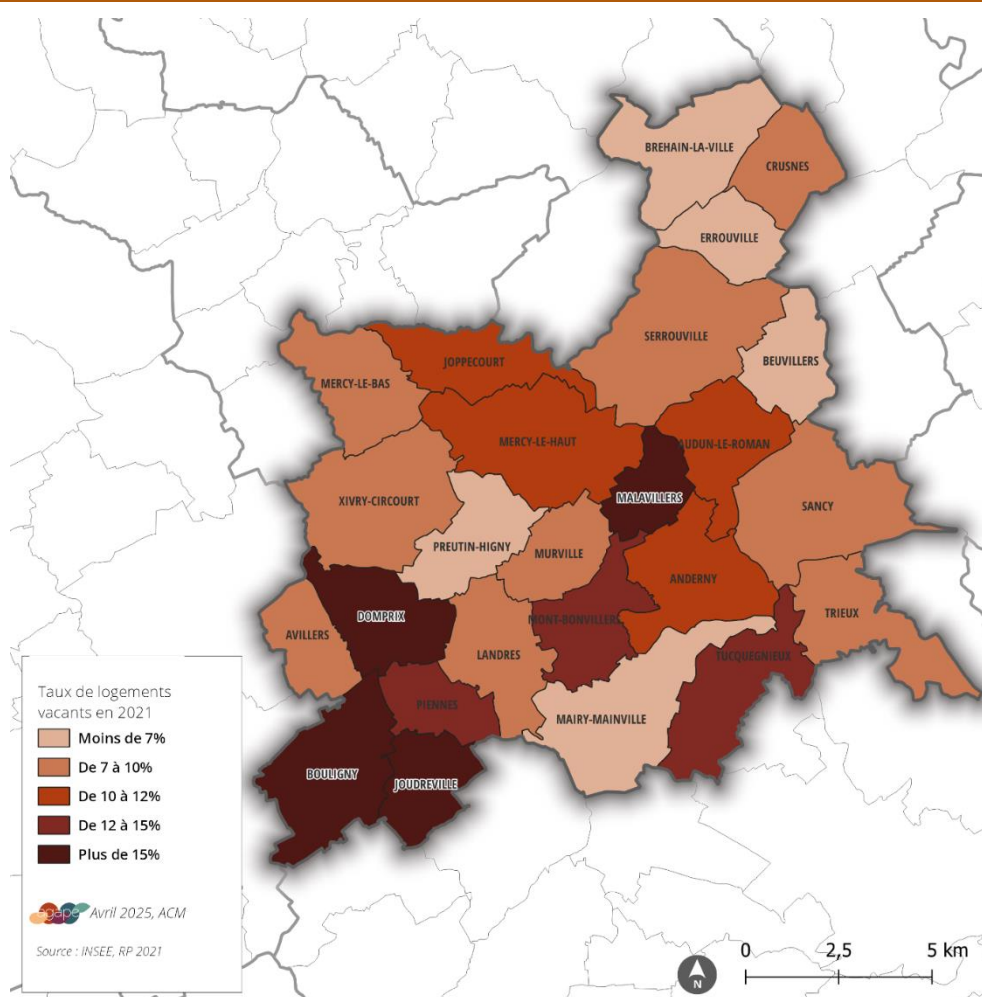 BREHAIN-LA-VILLE
CRUSNES
ERROUVILLE
SERROUVILLE
BEUVILLERS
JOPPECOURT
MERCY-LE-BAS
MERCY-LE-HAUT
AUDUN-LE-ROMAN
MALAVILLERS
XIVRY-CIRCOURT
SANCY
PREUTIN-HIGNY
MURVILLE
ANDERNY
DOMPRIX
MONT-BONVILLERS
TRIEUX
AVILLERS
LANDRES
TUCQUEGNIEUX
PIENNES
MAIRY-MAINVILLE
BOULIGNY
JOUDREVILLE
Taux de logements
vacants en 2021
Moins de 7%
De 7 à 10%
De 10 à 12%
De 12 à 15%
Plus de 15%
agape Avril 2025, ACM
Source : INSEE, RP 2021
N
0 2,5 5 km